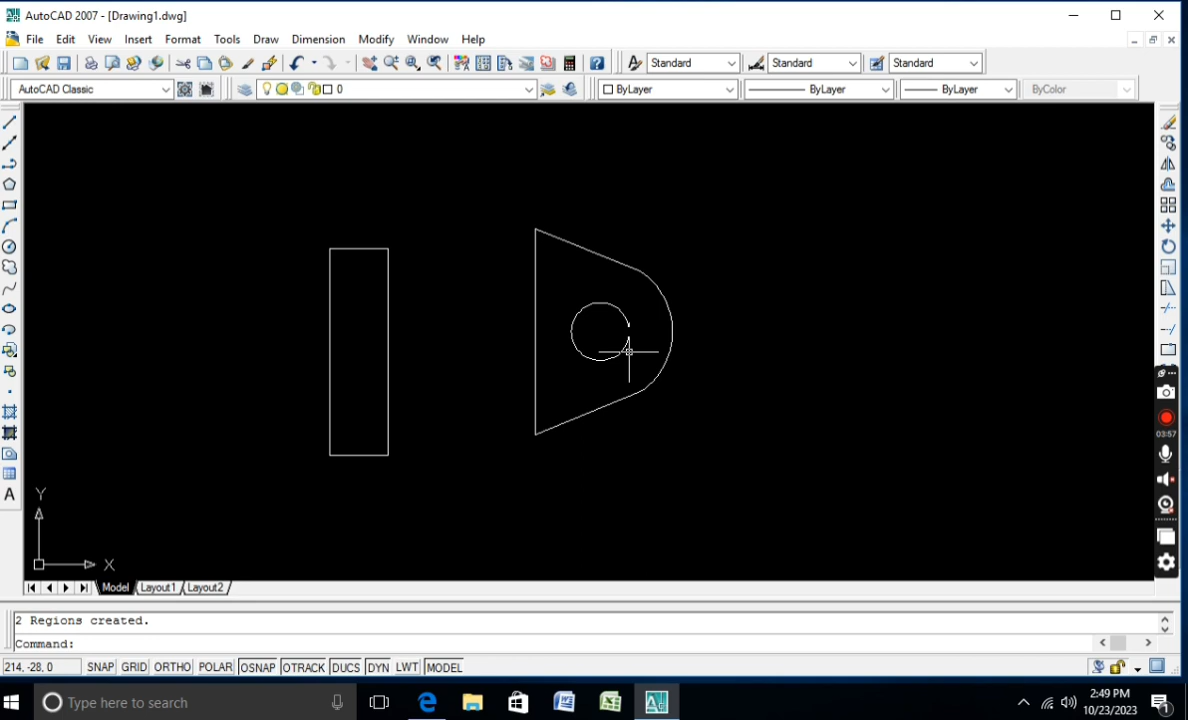 AutoCAD 2007 - [Drawing1.dwg]
File Edit View Insert Format Tools Draw Dimension Modify Window Help
Standard Standard Standard
AutoCAD Classic 0 ByLayer ByLayer ByLayer ByColor
03:57
A
Y
X
Model Layout1 Layout2
2 Regions created.
Command:
214, -28, 0 SNAP GRID ORTHO POLAR OSNAP OTRACK DUCS DYN LWT MODEL
Type here to search
2:49 PM
10/23/2023
1